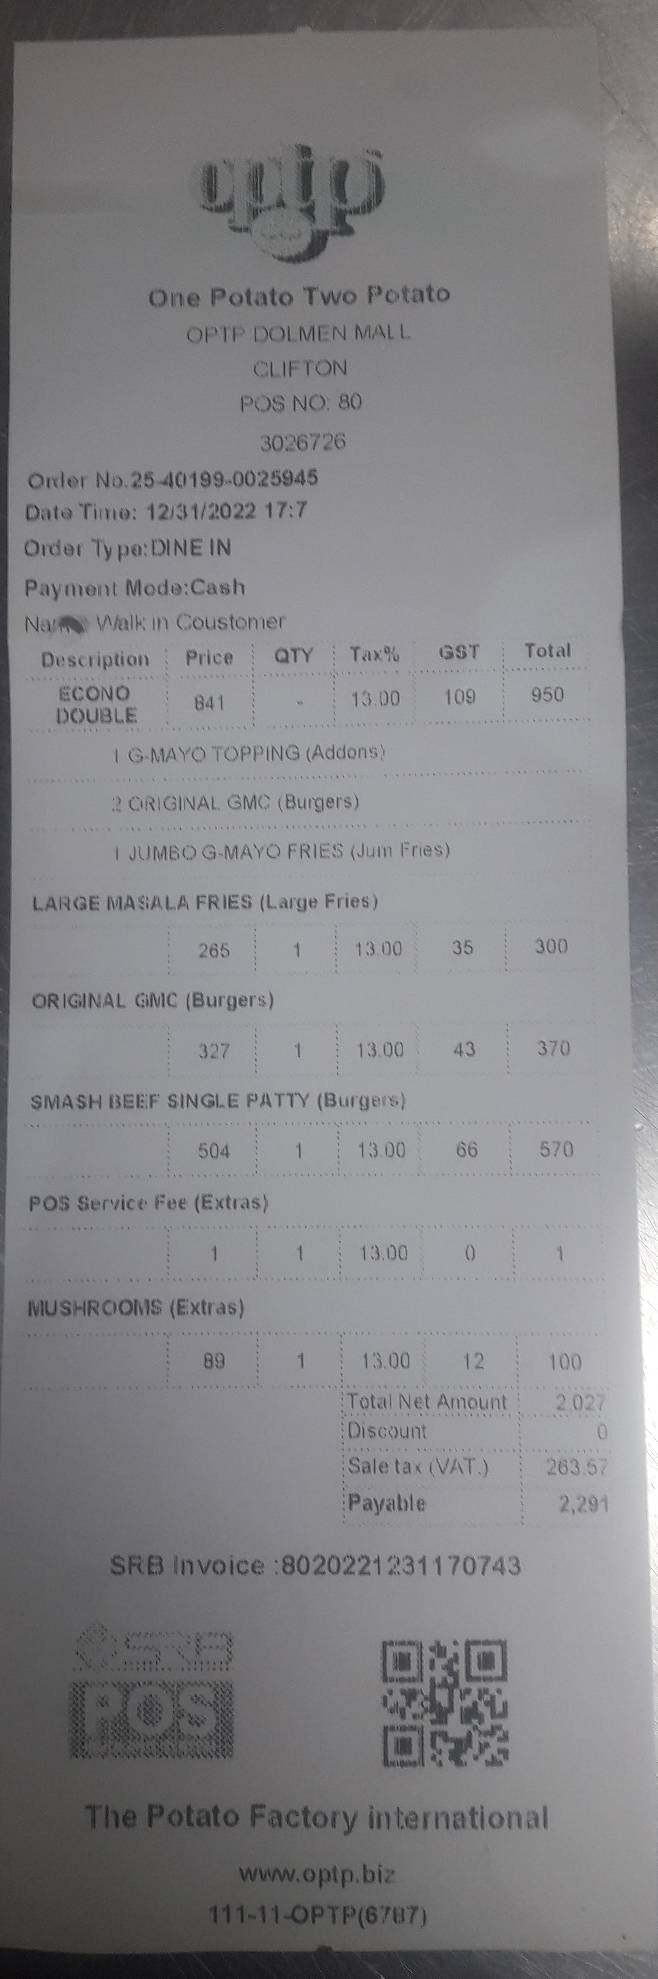 optp
One Potato Two Potato
OPTP DOLMEN MALL
CLIFTON
POS NO: 80
3026726
Order No.25-40199-0025945
Date Time: 12/31/2022 17:7
Order Type:DINE IN
Payment Mode:Cash
Walk in Coustomer
Description Price QTY Tax% GST Total
ECONO DOUBLE 841 - 13.00 109 950
1 G-MAYO TOPPING (Addons)
2 ORIGINAL GMC (Burgers)
1 JUMBO G-MAYO FRIES (Jum Fries)
LARGE MASALA FRIES (Large Fries)
265 1 13.00 35 300
ORIGINAL GMC (Burgers)
327 1 13.00 43 370
SMASH BEEF SINGLE PATTY (Burgers)
504 1 13.00 66 570
POS Service Fee (Extras)
1 1 13.00 0 1
MUSHROOMS (Extras)
89 1 13.00 12 100
Total Net Amount 2,027
Discount 0
Sale tax (VAT.) 263.57
Payable 2,291
SRB Invoice :8020221231170743
SRB
POS
The Potato Factory international
www.optp.biz
111-11-OPTP(6787)